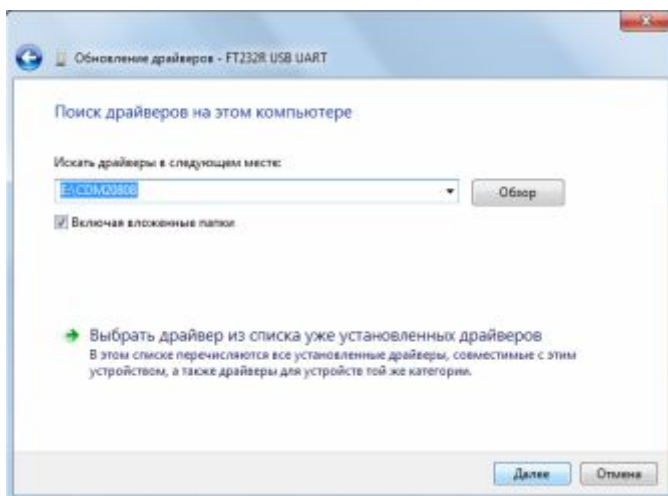 Обновление драйверов - FT232R USB UART
Поиск драйверов на этом компьютере
Искать драйверы в следующем месте:
E:\CDM20808
Обзор
Включая вложенные папки
Выбрать драйвер из списка уже установленных драйверов
В этом списке перечисляются все установленные драйверы, совместимые с этим
устройством, а также драйверы для устройств той же категории.
Далее
Отмена